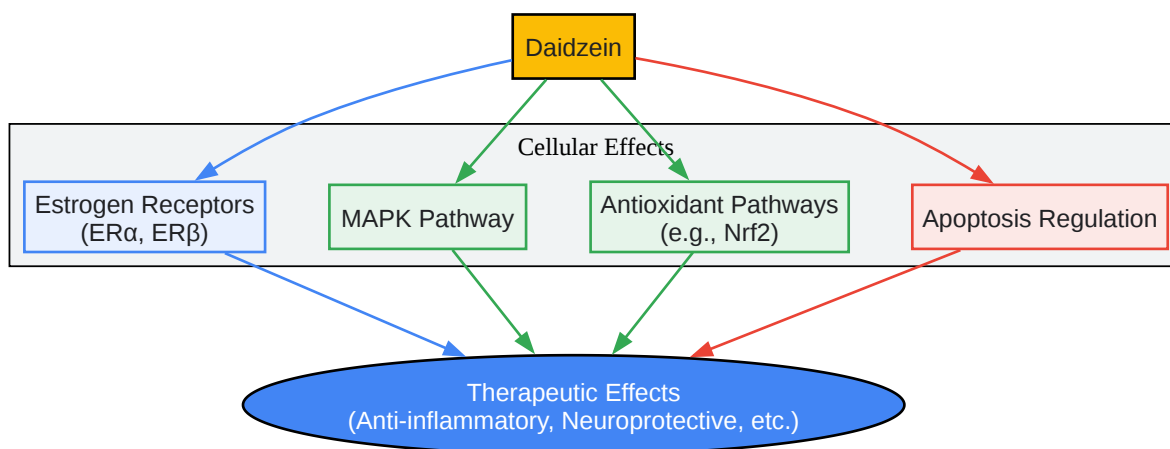 Daidzein
Cellular Effects
Estrogen Receptors
(ERα, ERβ)
MAPK Pathway
Antioxidant Pathways
(e.g., Nrf2)
Apoptosis Regulation
Therapeutic Effects
(Anti-inflammatory, Neuroprotective, etc.)